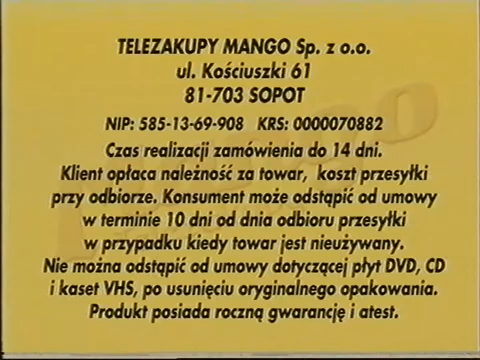 TELEZAKUPY MANGO Sp. z o.o.
ul. Kościuszki 61
81-703 SOPOT
NIP: 585-13-69-908 KRS: 0000070882
Czas realizacji zamówienia do 14 dni.
Klient opłaca należność za towar, koszt przesyłki
przy odbiorze. Konsument może odstąpić od umowy
w terminie 10 dni od dnia odbioru przesyłki
w przypadku kiedy towar jest nieużywany.
Nie można odstąpić od umowy dotyczącej płyt DVD, CD
i kaset VHS, po usunięciu oryginalnego opakowania.
Produkt posiada roczną gwarancję i atest.